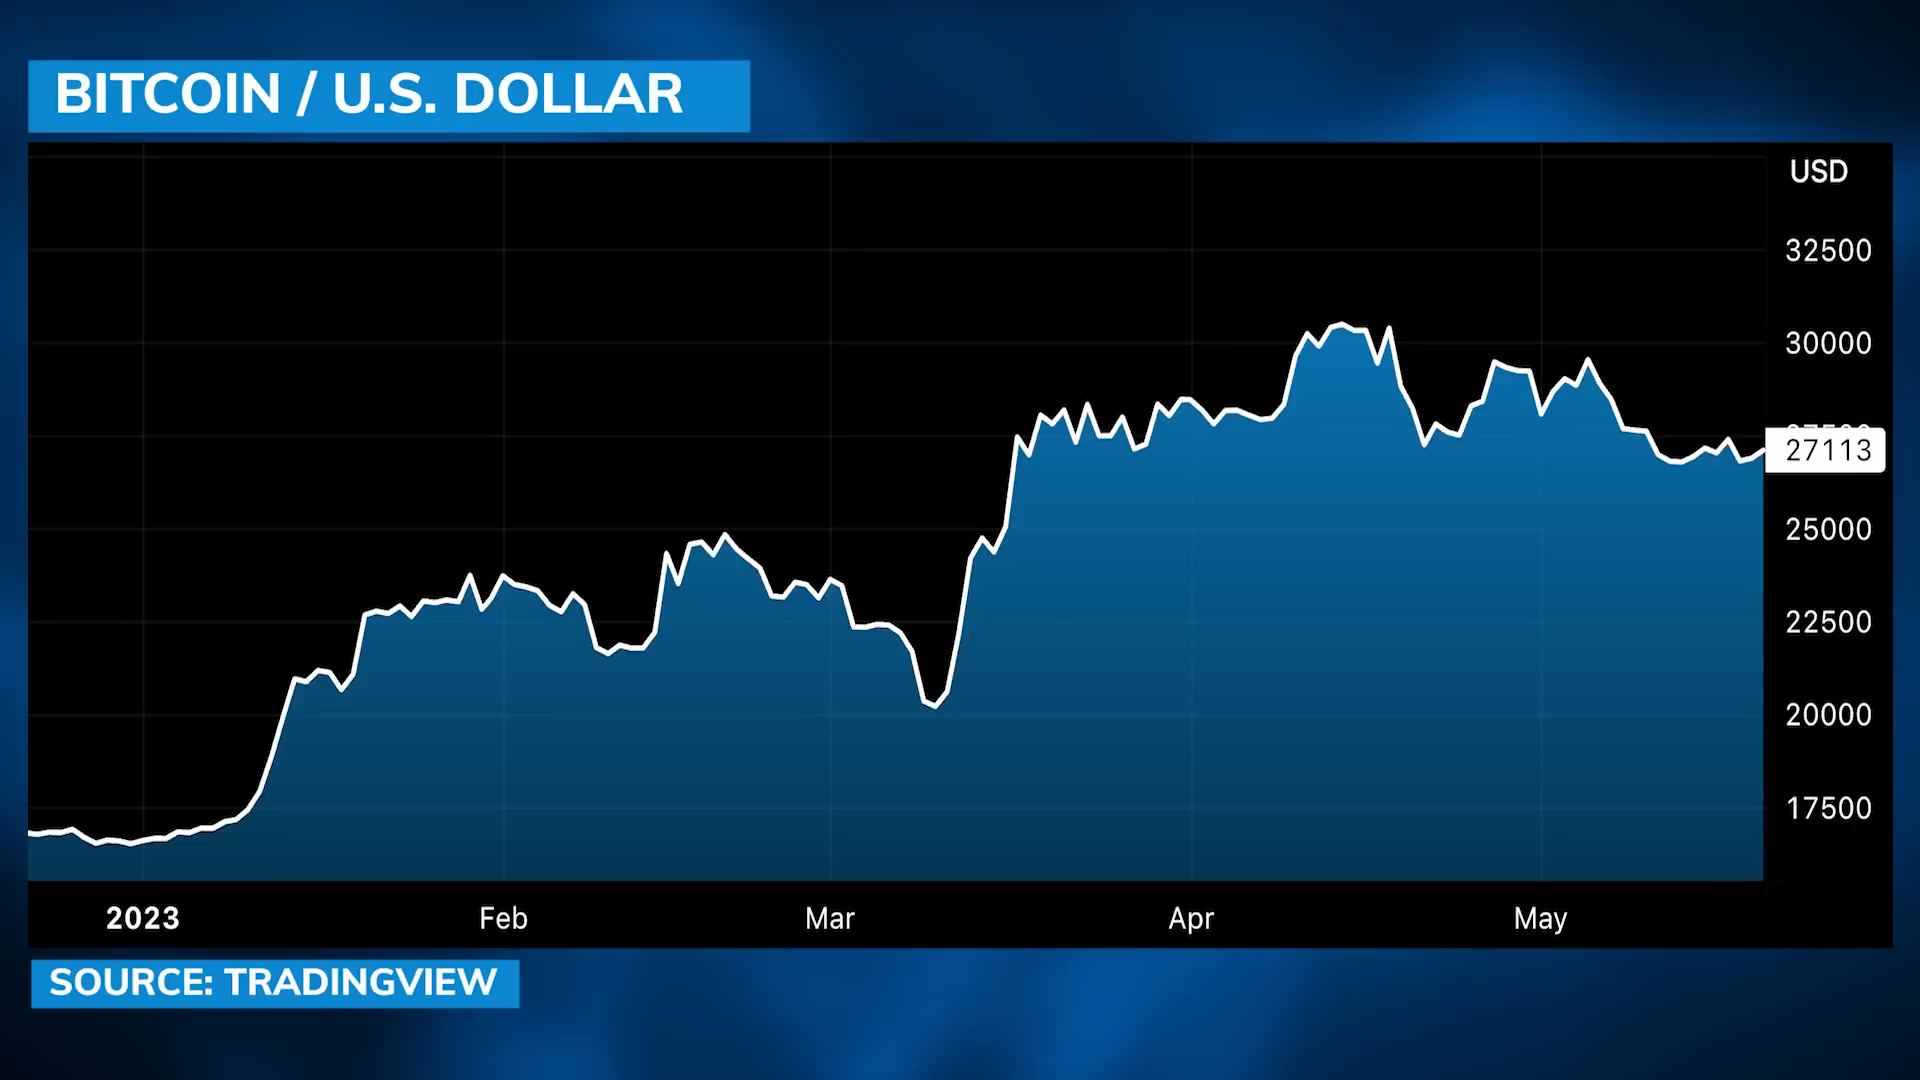 BITCOIN / U.S. DOLLAR
USD
32500
30000
27113
25000
22500
20000
17500
2023 Feb Mar Apr May
SOURCE: TRADINGVIEW